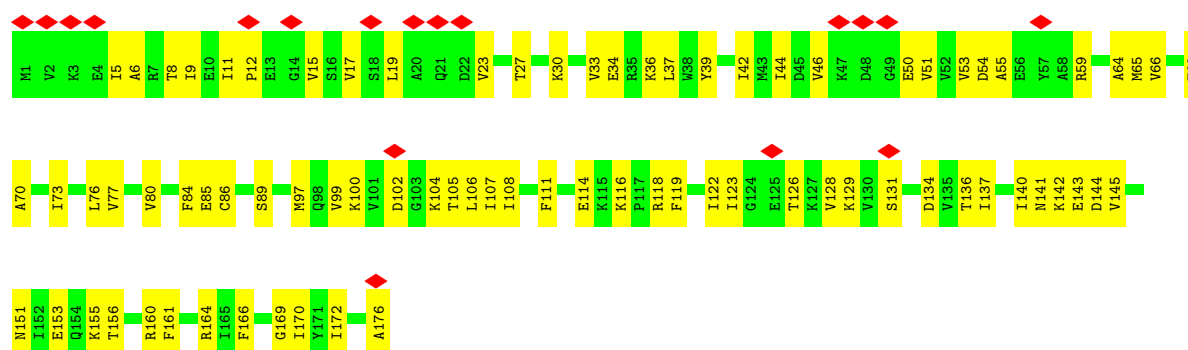 M1 V2 K3 E4 I5 A6 R7 T8 I9 E10 I11 P12 E13 G14 V15 S16 V17 S18 L19 A20 Q21 D22 V23 T27 K30 V33 E34 R35 K36 L37 W38 Y39 I42 M43 I44 D45 V46 K47 D48 G49 E50 V51 V52 V53 D54 A55 E56 Y57 A58 R59 A64 M65 V66
A70 I73 L76 V77 V80 F84 E85 C86 S89 M97 Q98 V99 K100 V101 D102 G103 K104 T105 L106 I107 I108 F111 E114 K115 K116 P117 R118 F119 I122 I123 G124 E125 T126 K127 V128 K129 V130 S131 D134 V135 T136 I137 I140 N141 K142 E143 D144 V145
N151 I152 E153 Q154 K155 T156 R160 F161 R164 I165 F166 G169 I170 Y171 I172 A176